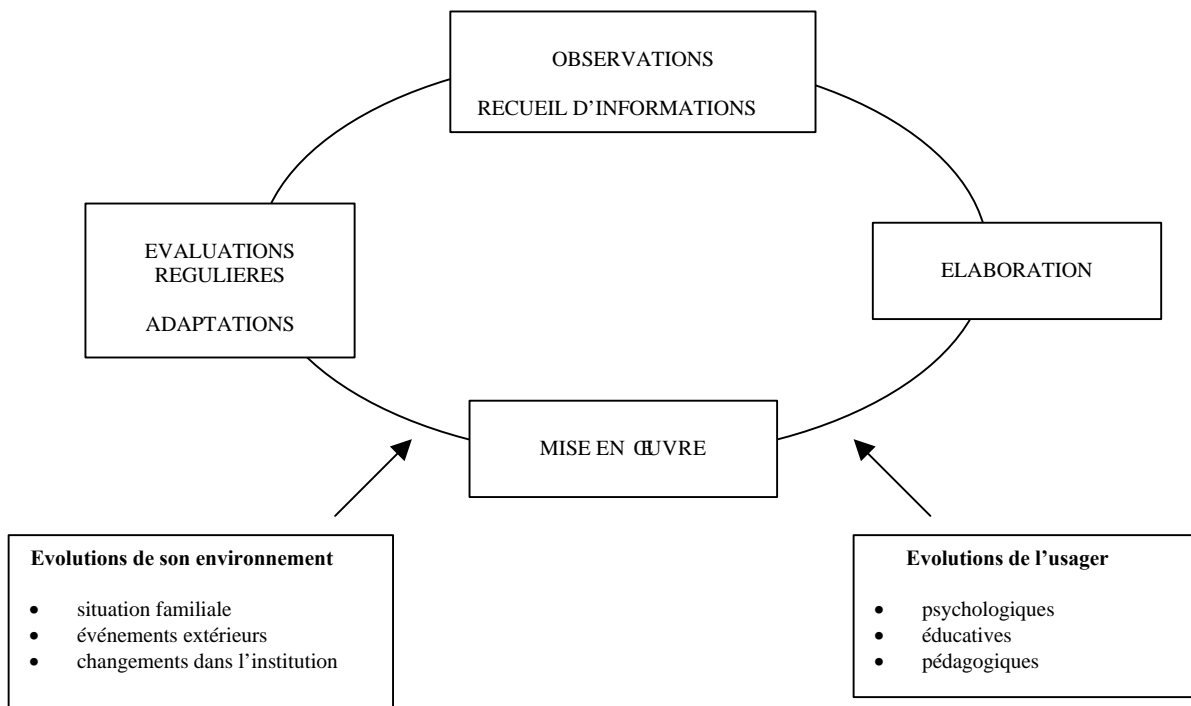 OBSERVATIONS
RECUEIL D’INFORMATIONS
EVALUATIONS
REGULIERES
ADAPTATIONS
ELABORATION
MISE EN ŒUVRE
Evolutions de son environnement
• situation familiale
• événements extérieurs
• changements dans l’institution
Evolutions de l’usager
• psychologiques
• éducatives
• pédagogiques